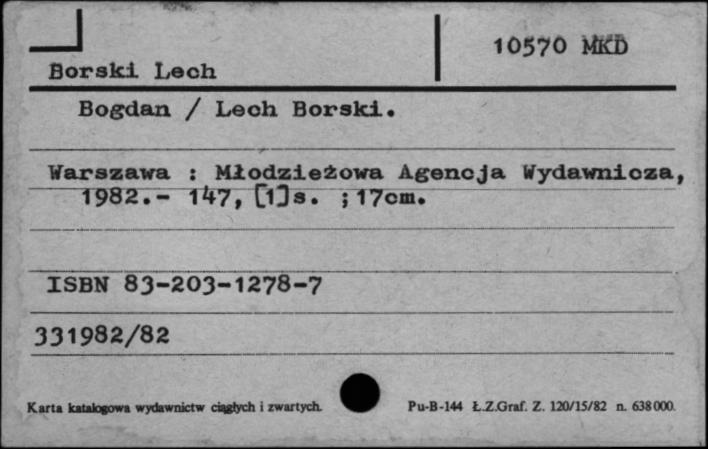 10570 MKD
Borski Lech
Bogdan / Lech Borski.
Warszawa : Młodzieżowa Agencja Wydawnicza,
1982.- 147, [1]s. ;17cm.
ISBN 83-203-1278-7
331982/82
Karta katalogowa wydawnictw ciągłych i zwartych. Pu-B-144 Ł.Z.Graf. Z. 120/15/82 n. 638000.